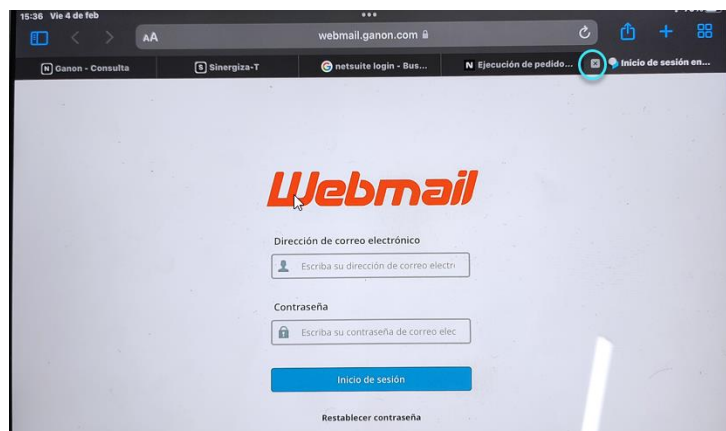 15:36 Vie 4 de feb
AA
webmail.ganon.com
N Ganon - Consulta
S Sinergiza-T
G netsuite login - Bus...
N Ejecución de pedido...
Inicio de sesión en...
Webmail
Dirección de correo electrónico
Escriba su dirección de correo electr
Contraseña
Escriba su contraseña de correo elec
Inicio de sesión
Restablecer contraseña